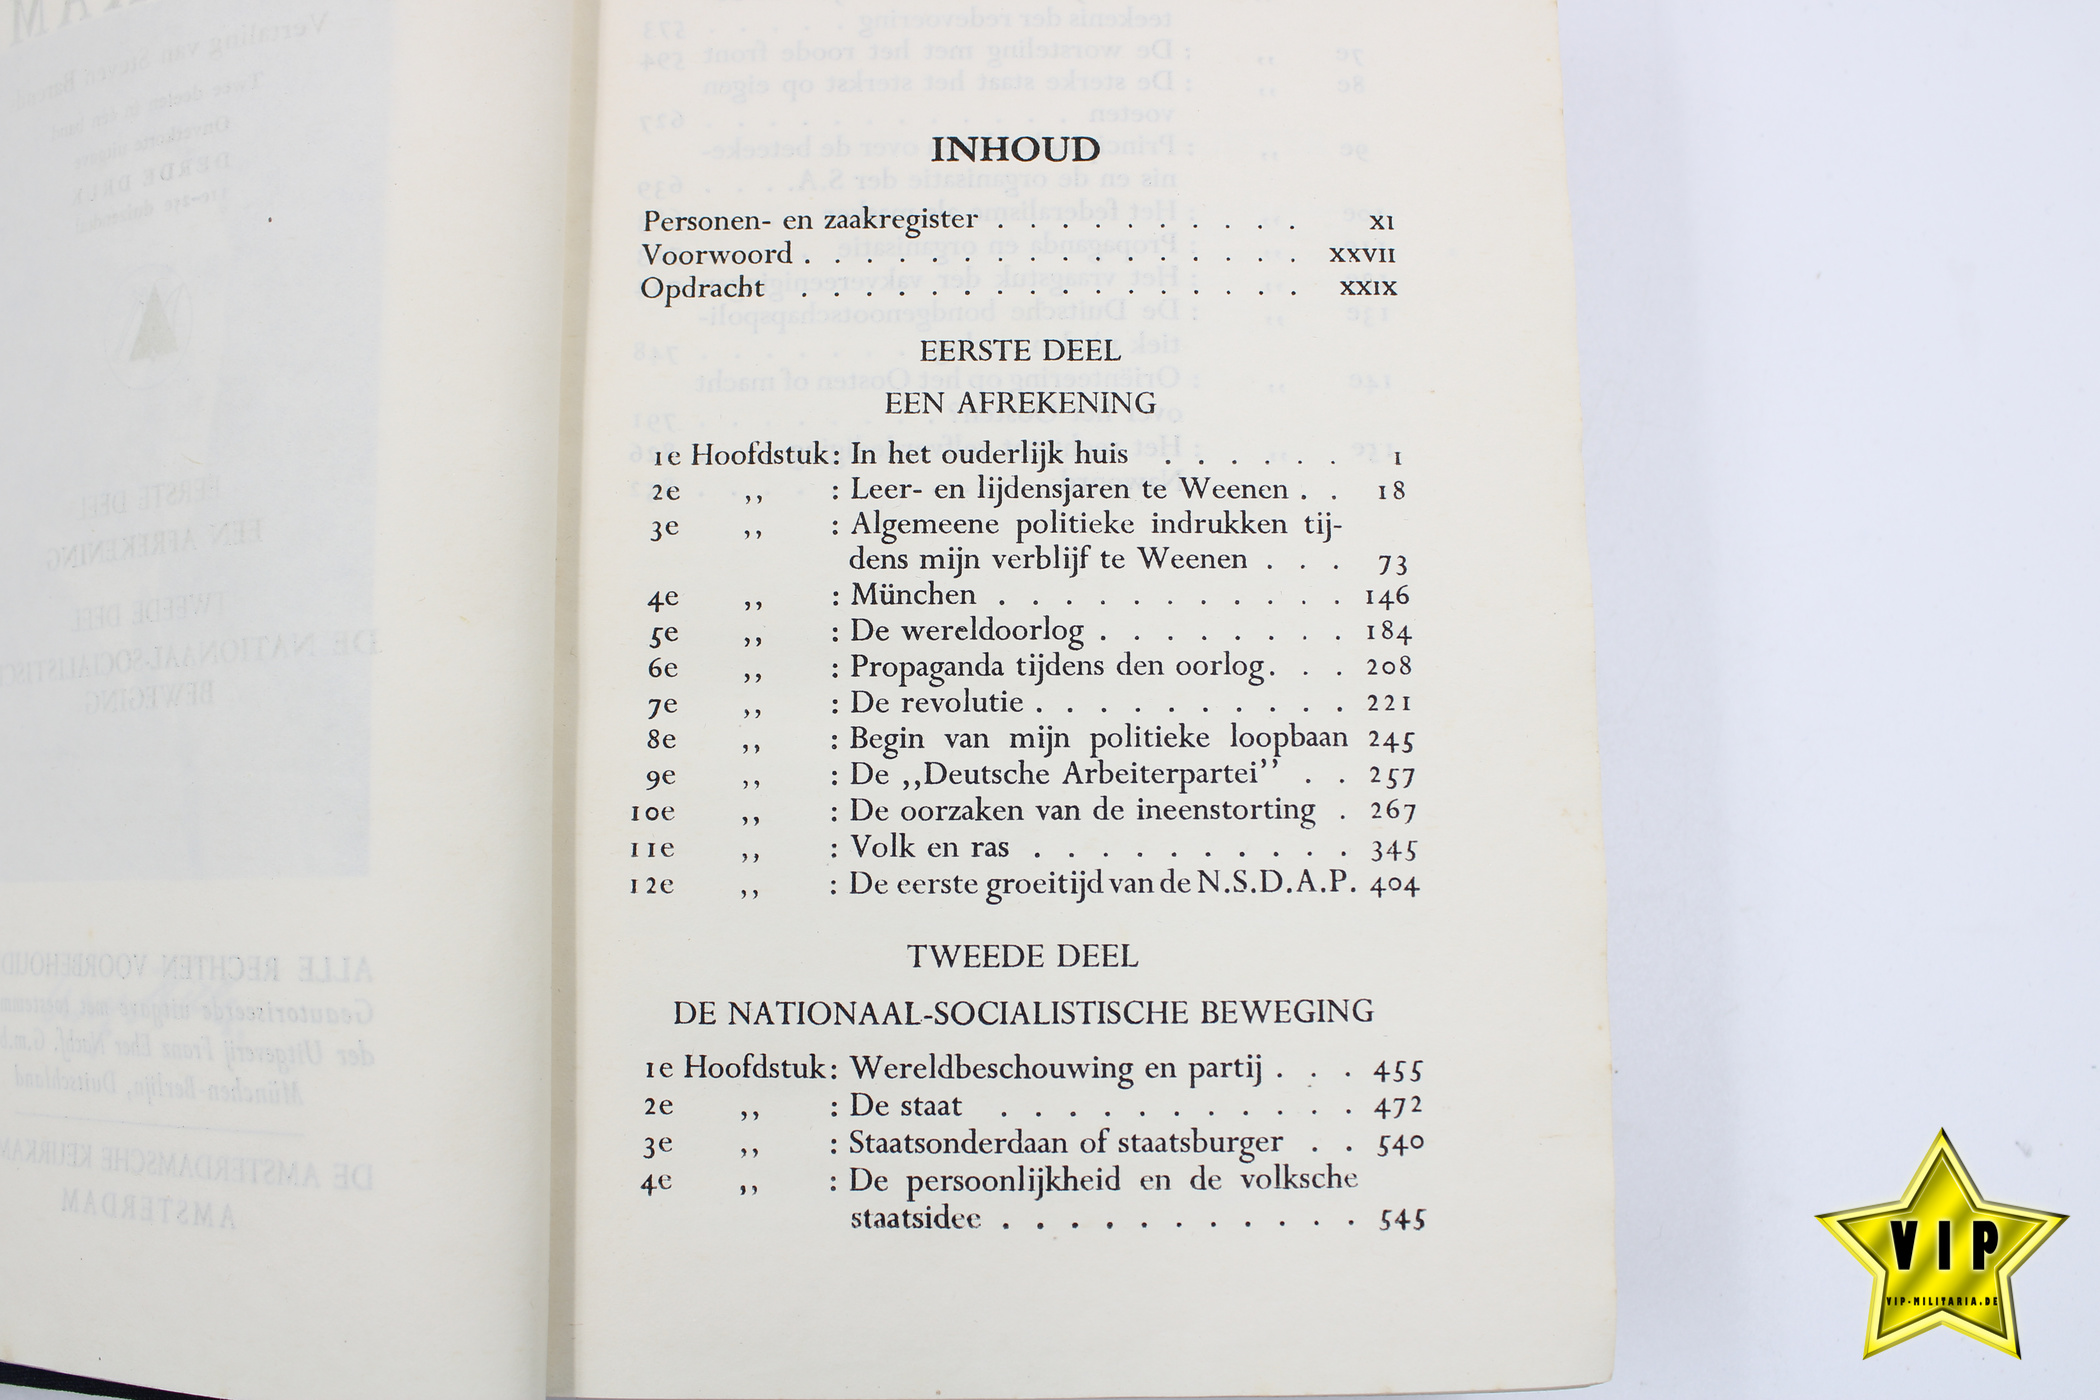 INHOUD
Personen- en zaakregister . . . . . . . . . . XI
Voorwoord . . . . . . . . . . . . . . . . XXVII
Opdracht . . . . . . . . . . . . . . . . XXIX
EERSTE DEEL
EEN AFREKENING
1e Hoofdstuk: In het ouderlijk huis . . . . . . 1
2e ,, : Leer- en lijdensjaren te Weenen . . 18
3e ,, : Algemeene politieke indrukken tij-
dens mijn verblijf te Weenen . . . 73
4e ,, : München . . . . . . . . . . . 146
5e ,, : De wereldoorlog . . . . . . . . 184
6e ,, : Propaganda tijdens den oorlog . . . 208
7e ,, : De revolutie . . . . . . . . . . 221
8e ,, : Begin van mijn politieke loopbaan 245
9e ,, : De ,,Deutsche Arbeiterpartei'' . . 257
10e ,, : De oorzaken van de ineenstorting . 267
11e ,, : Volk en ras . . . . . . . . . . 345
12e ,, : De eerste groeitijd van de N.S.D.A.P. 404
TWEEDE DEEL
DE NATIONAAL-SOCIALISTISCHE BEWEGING
1e Hoofdstuk: Wereldbeschouwing en partij . . . 455
2e ,, : De staat . . . . . . . . . . . 472
3e ,, : Staatsonderdaan of staatsburger . . 540
4e ,, : De persoonlijkheid en de volksche
staatsidee . . . . . . . . . . . 545
VIP
VIP-MILITARIA.DE